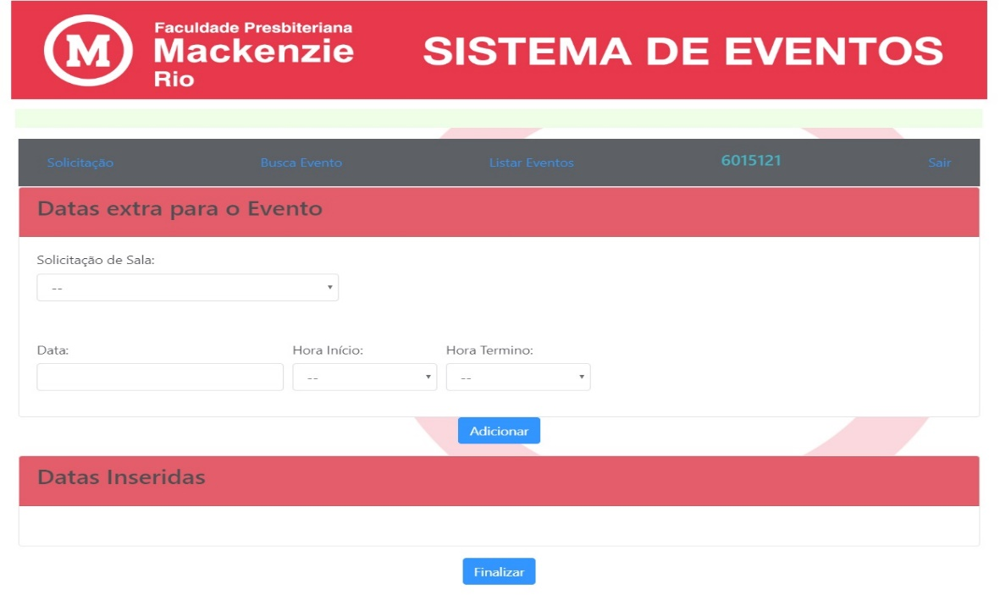 Faculdade Presbiteriana
Mackenzie
Rio
SISTEMA DE EVENTOS
Solicitação Busca Evento Listar Eventos 6015121 Sair
Datas extra para o Evento
Solicitação de Sala:
--
Data: Hora Início: Hora Termino:
-- --
Adicionar
Datas Inseridas
Finalizar